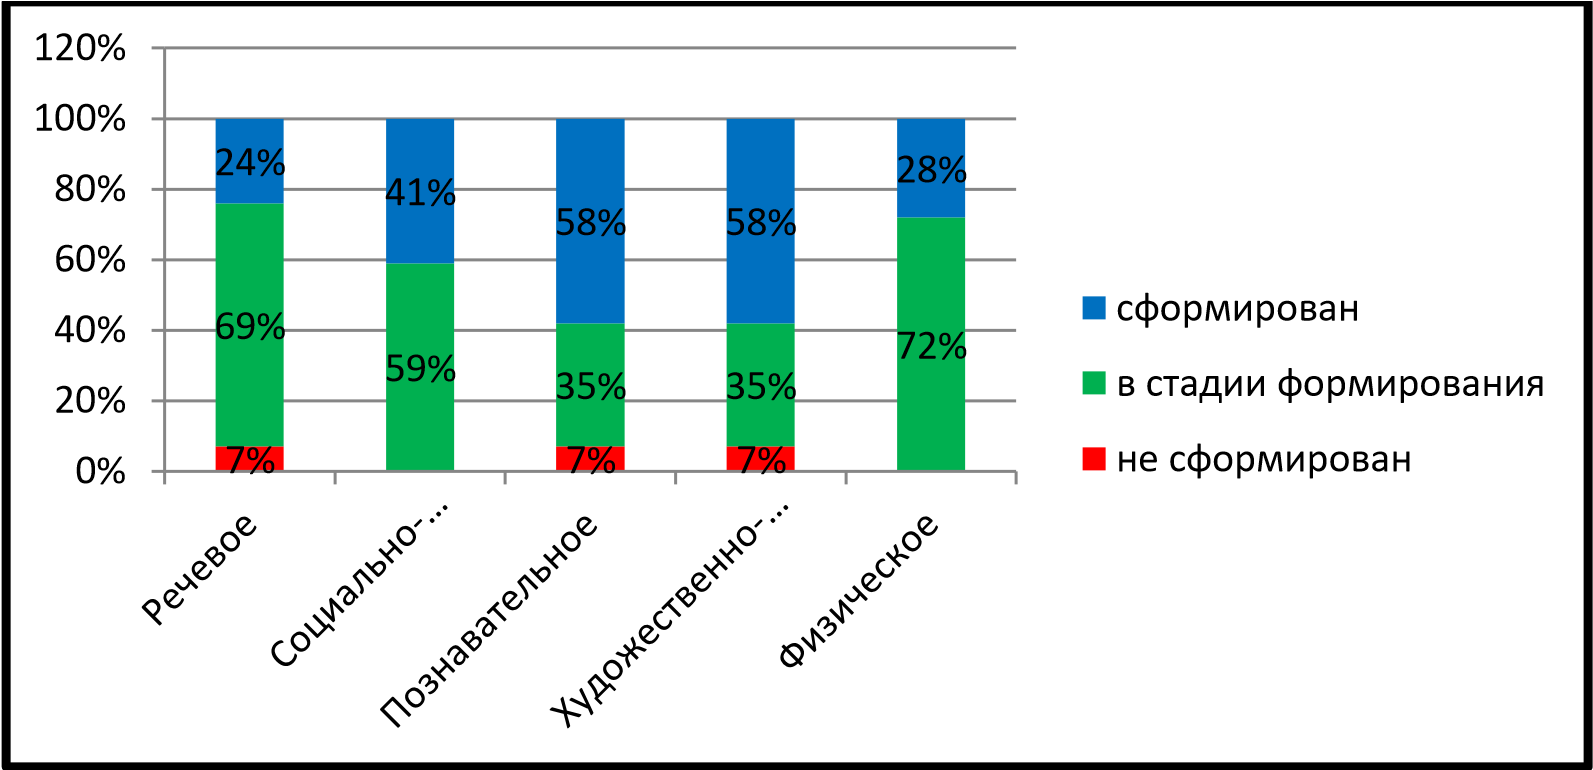 120%
100%
80%
60%
40%
20%
0%
24%
41%
58%
58%
28%
69%
59%
35%
35%
72%
7%
7%
7%
Речевое
Социально-...
Познавательное
Художественно-...
Физическое
сформирован
в стадии формирования
не сформирован